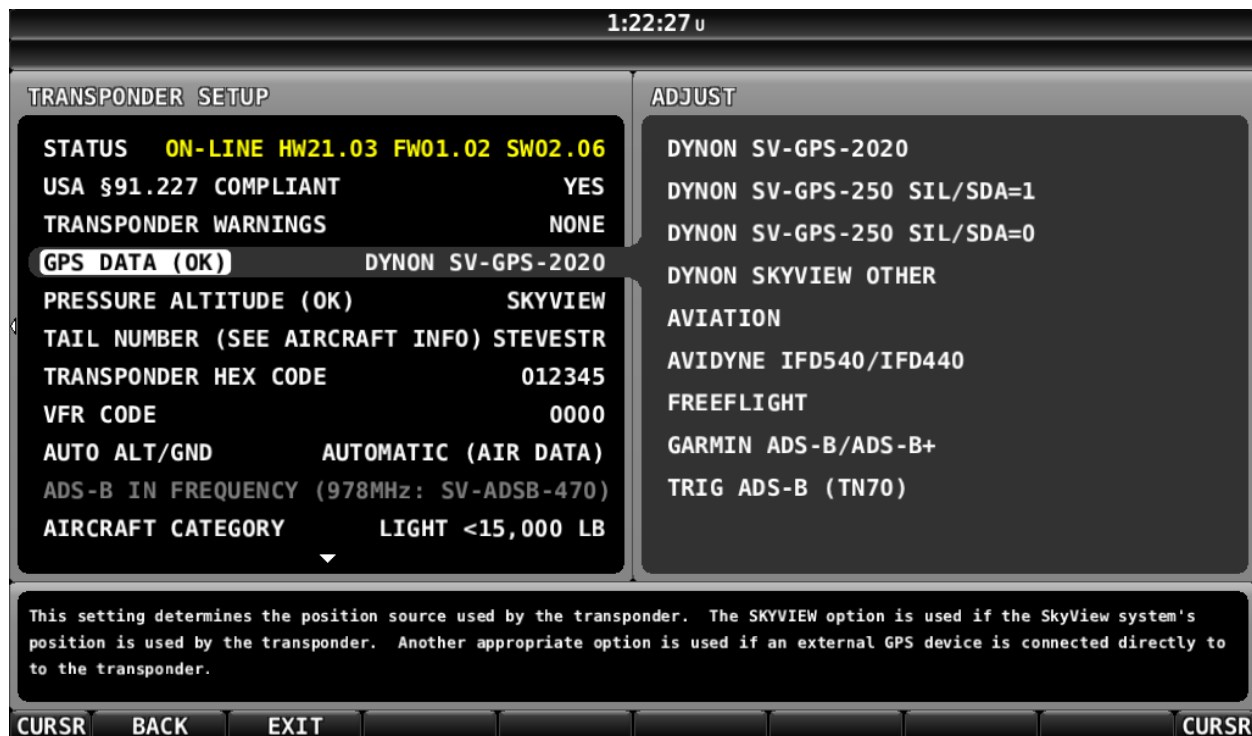 1:22:27 U
TRANSPONDER SETUP
STATUS ON-LINE HW21.03 FW01.02 SW02.06
USA §91.227 COMPLIANT YES
TRANSPONDER WARNINGS NONE
GPS DATA (OK) DYNON SV-GPS-2020
PRESSURE ALTITUDE (OK) SKYVIEW
TAIL NUMBER (SEE AIRCRAFT INFO) STEVESTR
TRANSPONDER HEX CODE 012345
VFR CODE 0000
AUTO ALT/GND AUTOMATIC (AIR DATA)
ADS-B IN FREQUENCY (978MHz: SV-ADSB-470)
AIRCRAFT CATEGORY LIGHT <15,000 LB
ADJUST
DYNON SV-GPS-2020
DYNON SV-GPS-250 SIL/SDA=1
DYNON SV-GPS-250 SIL/SDA=0
DYNON SKYVIEW OTHER
AVIATION
AVIDYNE IFD540/IFD440
FREEFLIGHT
GARMIN ADS-B/ADS-B+
TRIG ADS-B (TN70)
This setting determines the position source used by the transponder. The SKYVIEW option is used if the SkyView system's
position is used by the transponder. Another appropriate option is used if an external GPS device is connected directly to
to the transponder.
CURSR BACK EXIT CURSR